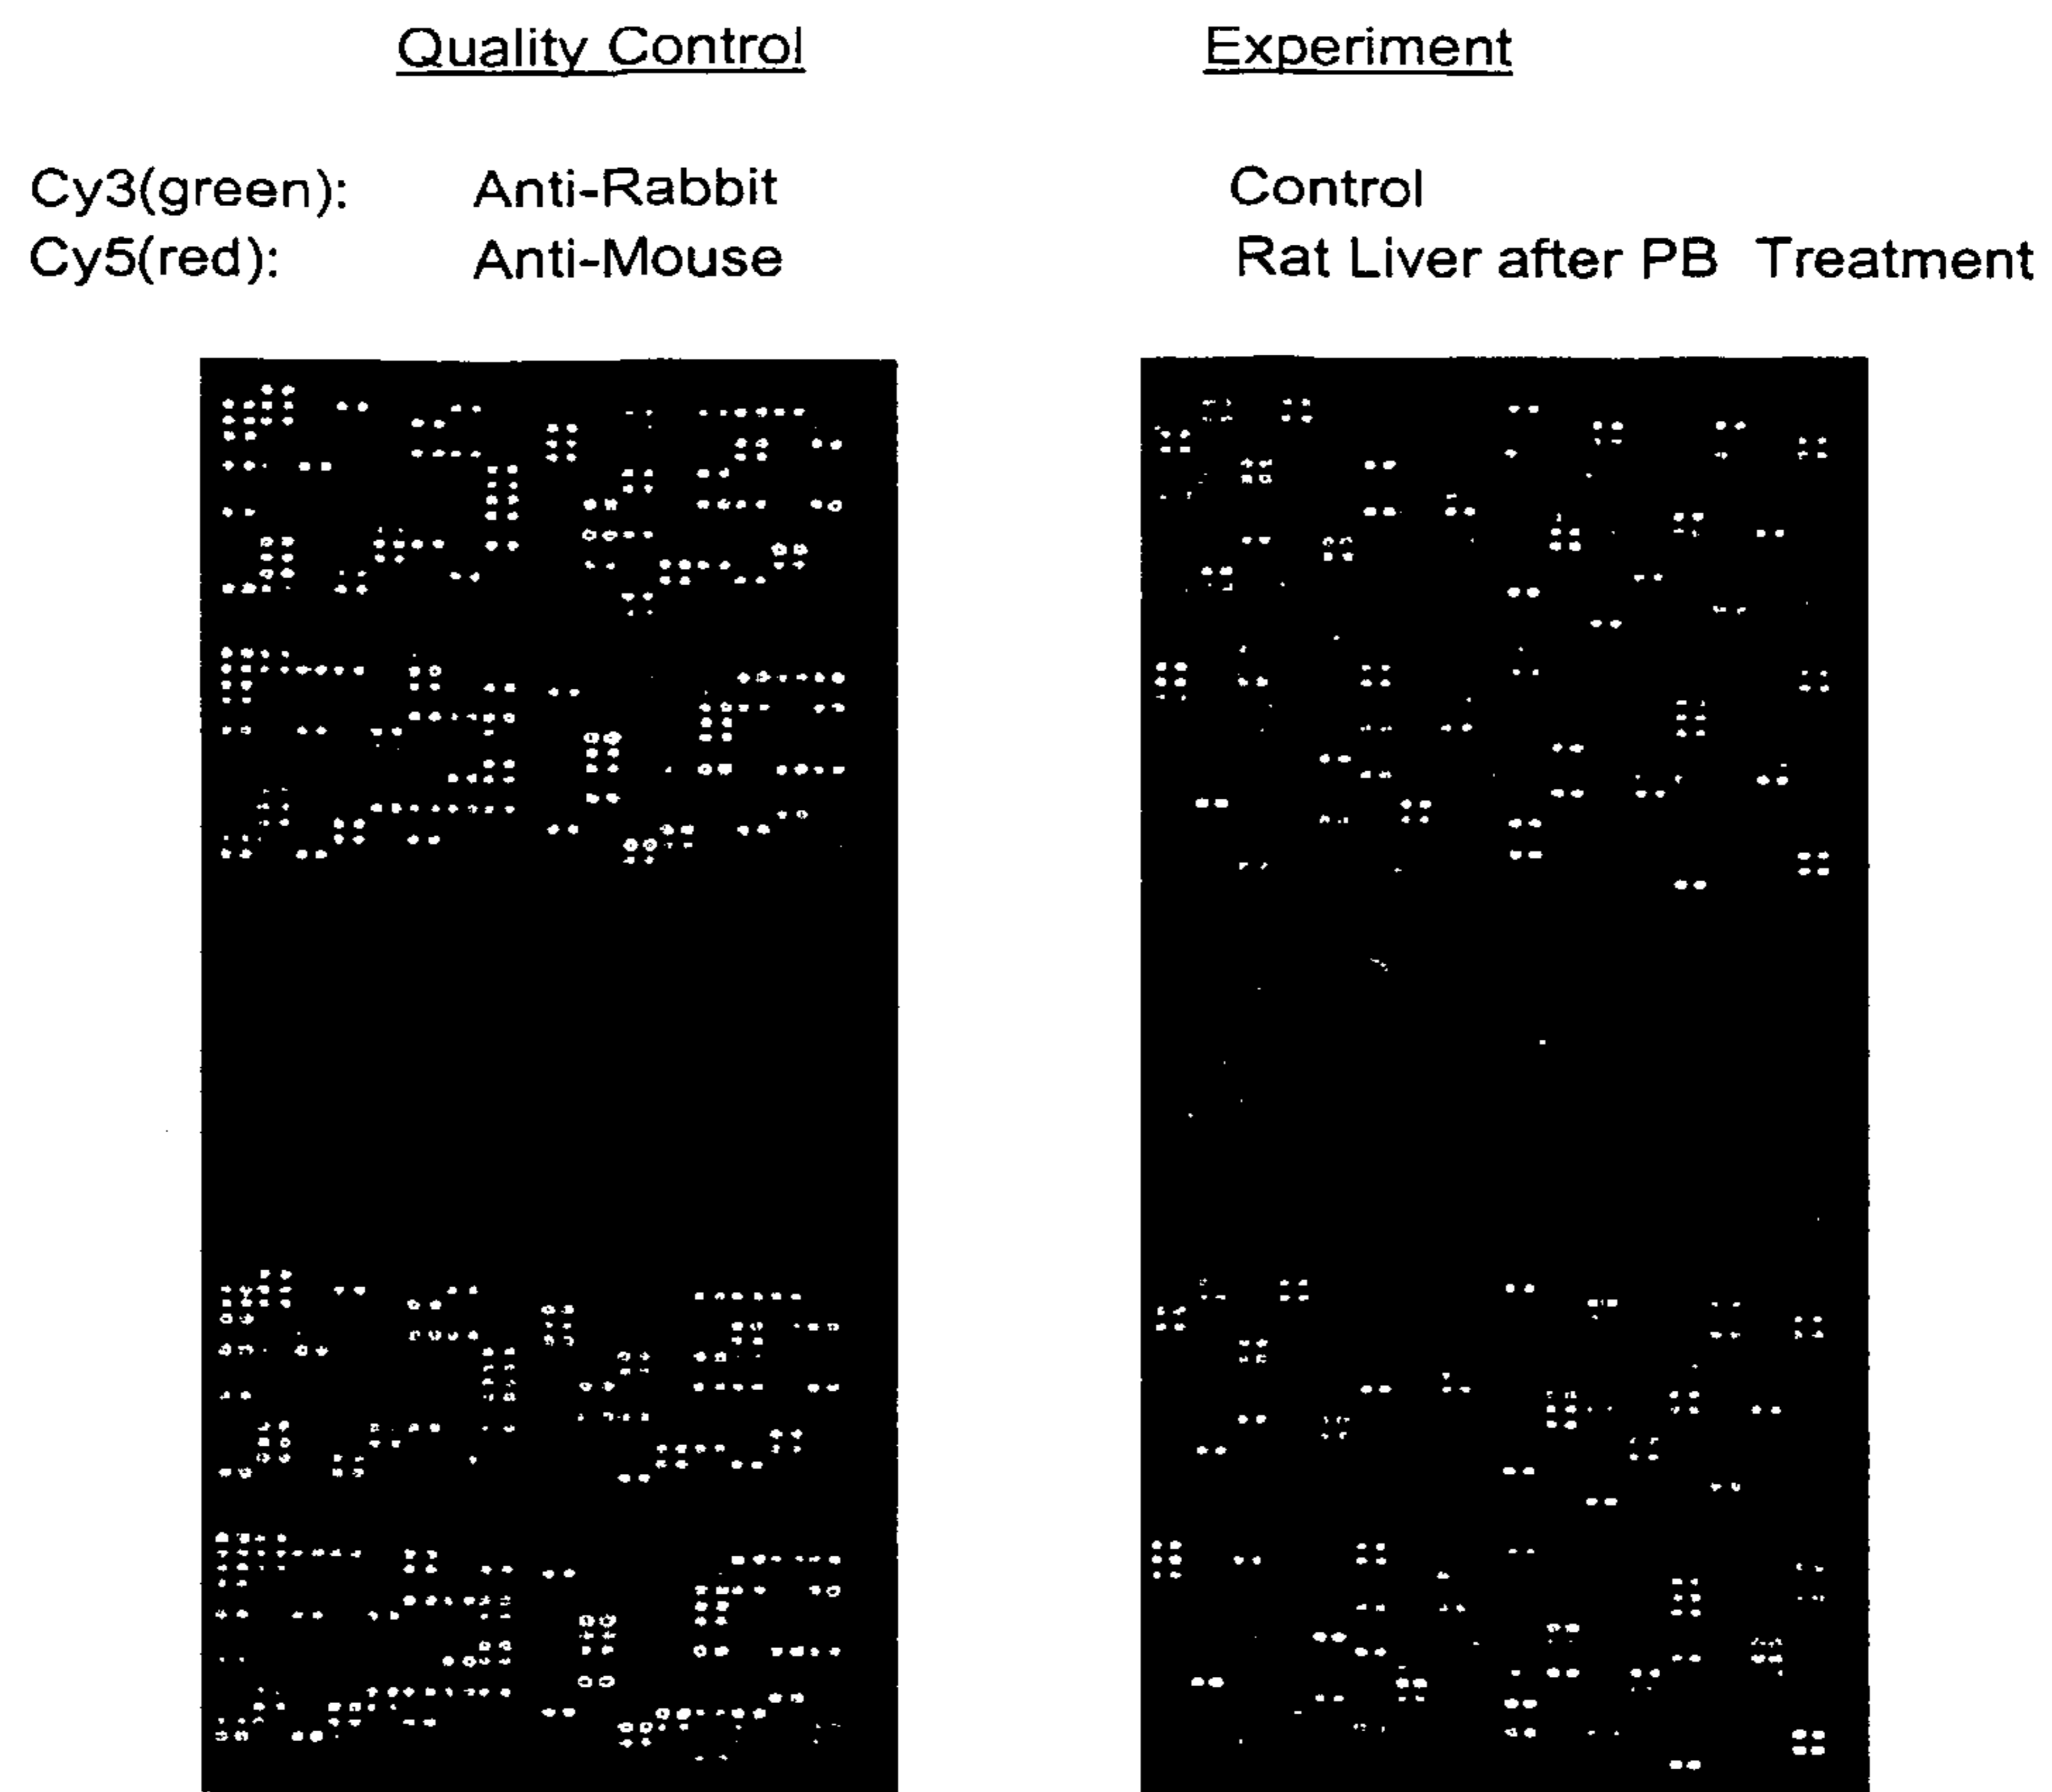 Quality Control Experiment
Cy3(green): Anti-Rabbit Control
Cy5(red): Anti-Mouse Rat Liver after PB Treatment